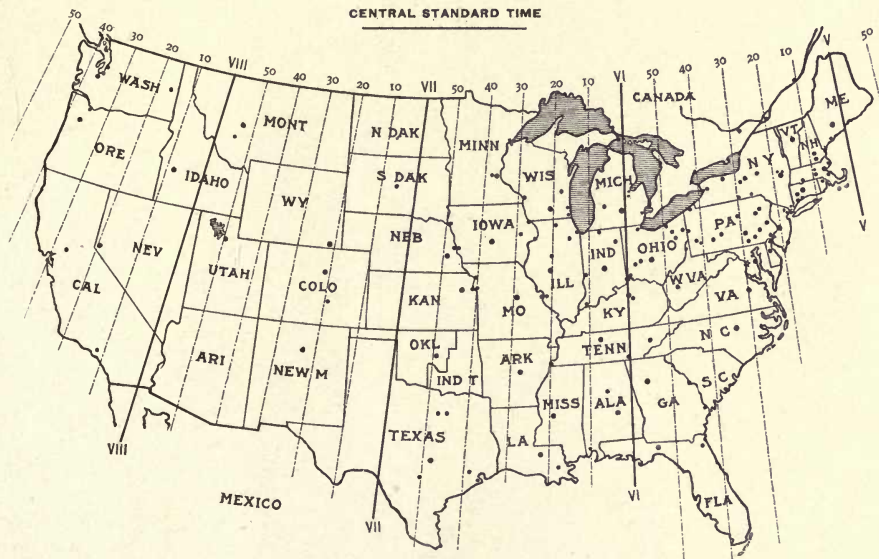 CENTRAL STANDARD TIME
50 40 30 20 10 VIII 50 40 30 20 10 VII 50 40 30 20 10 VI 50 40 30 20 10 V 50
WASH
MONT
N DAK
MINN
CANADA
ME
VT
NH
ORE
IDAHO
WY
S DAK
WIS
MICH
NY
NEV
UTAH
COLO
NEB
IOWA
ILL
IND
OHIO
PA
V
CAL
KAN
MO
KY
W VA
VA
ARI
NEW M
OKL
IND T
ARK
TENN
N C
S C
TEXAS
LA
MISS
ALA
GA
FLA
VIII
MEXICO
VII
VI